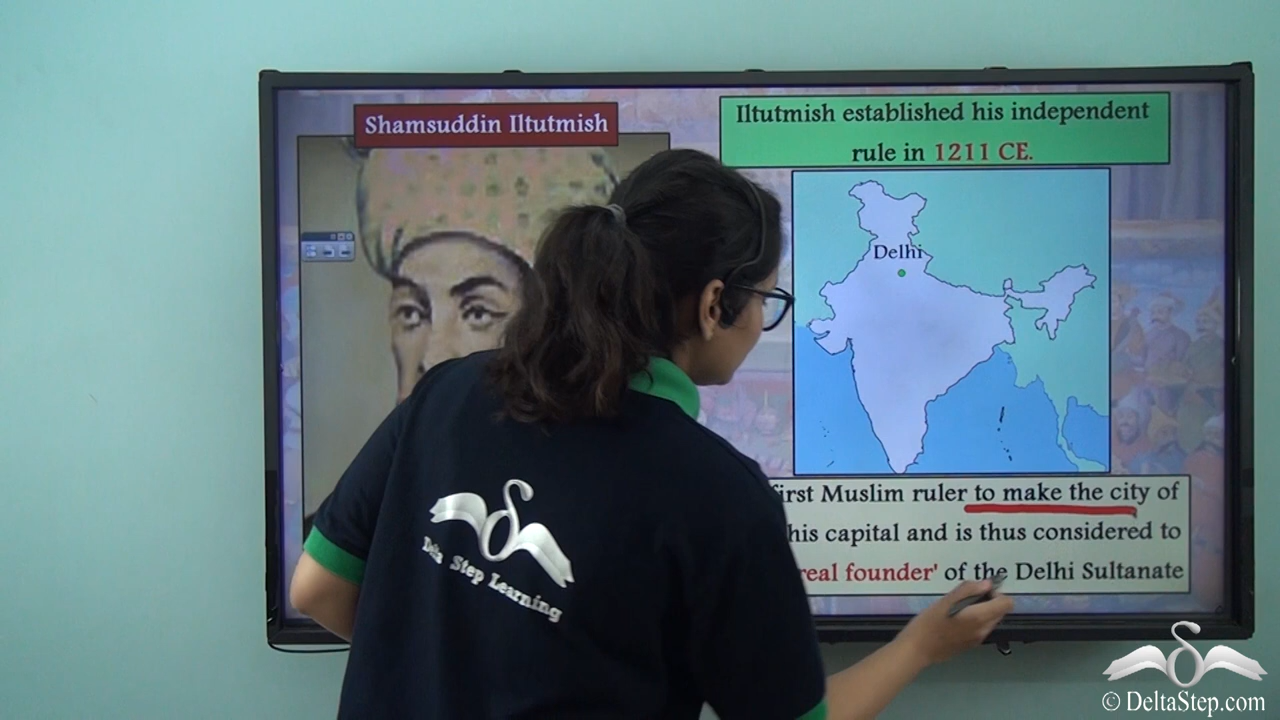 Shamsuddin Iltutmish
Iltutmish established his independent
rule in 1211 CE.
Delhi
Muslim ruler to make the city of
his capital and is thus considered to
real founder' of the Delhi Sultanate
Delta Step Learning
© DeltaStep.com